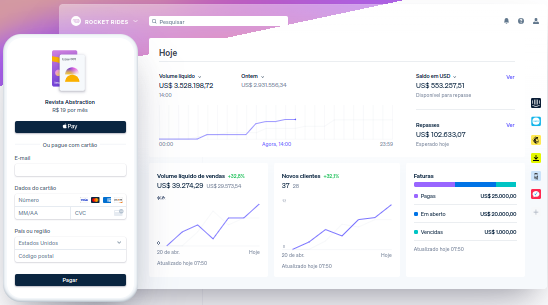 ROCKET RIDES
Pesquisar
Hoje
Volume líquido
US$ 3.528.198,72
14:00
Ontem
US$ 2.931.556,34
00:00
Agora, 14:00
23:59
Saldo em USD
Ver
US$ 553.257,51
Disponível para repasse
Repasses
Ver
US$ 102.633,07
Esperado hoje
Volume líquido de vendas +32,8%
US$ 39.274,29 US$ 29.573,54
20 de abr.
Hoje
Atualizado hoje 07:50
Novos clientes +32,1%
37 28
0
20 de abr.
Hoje
Atualizado hoje 07:50
Faturas
Pagas US$ 25.000,00
Em aberto US$ 20.000,00
Vencidas US$ 1.000,00
Atualizado hoje 07:50
Revista Abstraction
R$ 19 por mês
Pay
Ou pague com cartão
E-mail
Dados do cartão
Número
MM/AA
CVC
País ou região
Estados Unidos
Código postal
Pagar